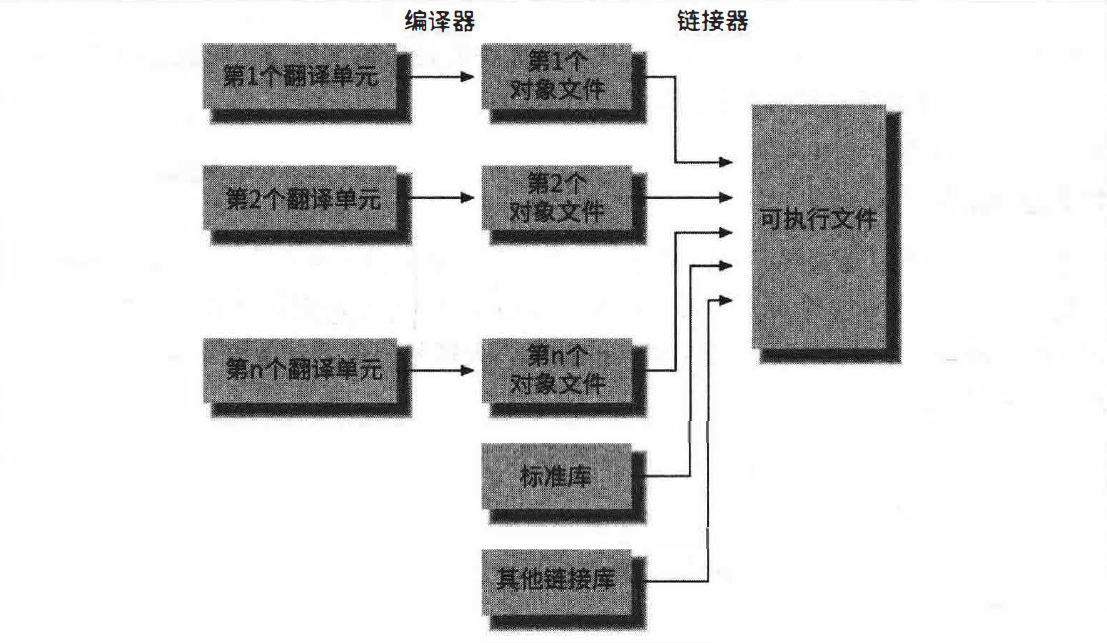 编译器
链接器
第1个翻译单元
第1个
对象文件
第2个翻译单元
第2个
对象文件
可执行文件
第n个翻译单元
第n个
对象文件
标准库
其他链接库